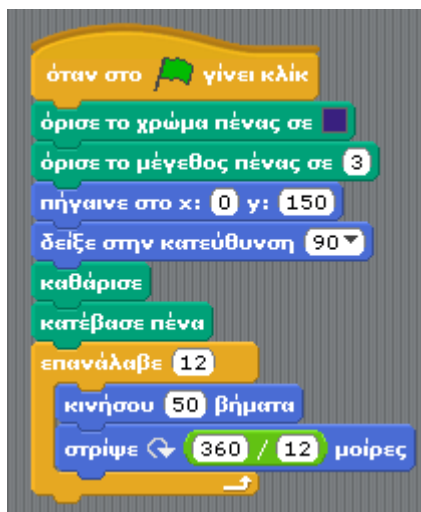 όταν στο γίνει κλίκ
όρισε το χρώμα πένας σε
όρισε το μέγεθος πένας σε 3
πήγαινε στο x: 0 y: 150
δείξε στην κατεύθυνση 90
καθάρισε
κατέβασε πένα
επανάλαβε 12
κινήσου 50 βήματα
στρίψε 360 / 12 μοίρες